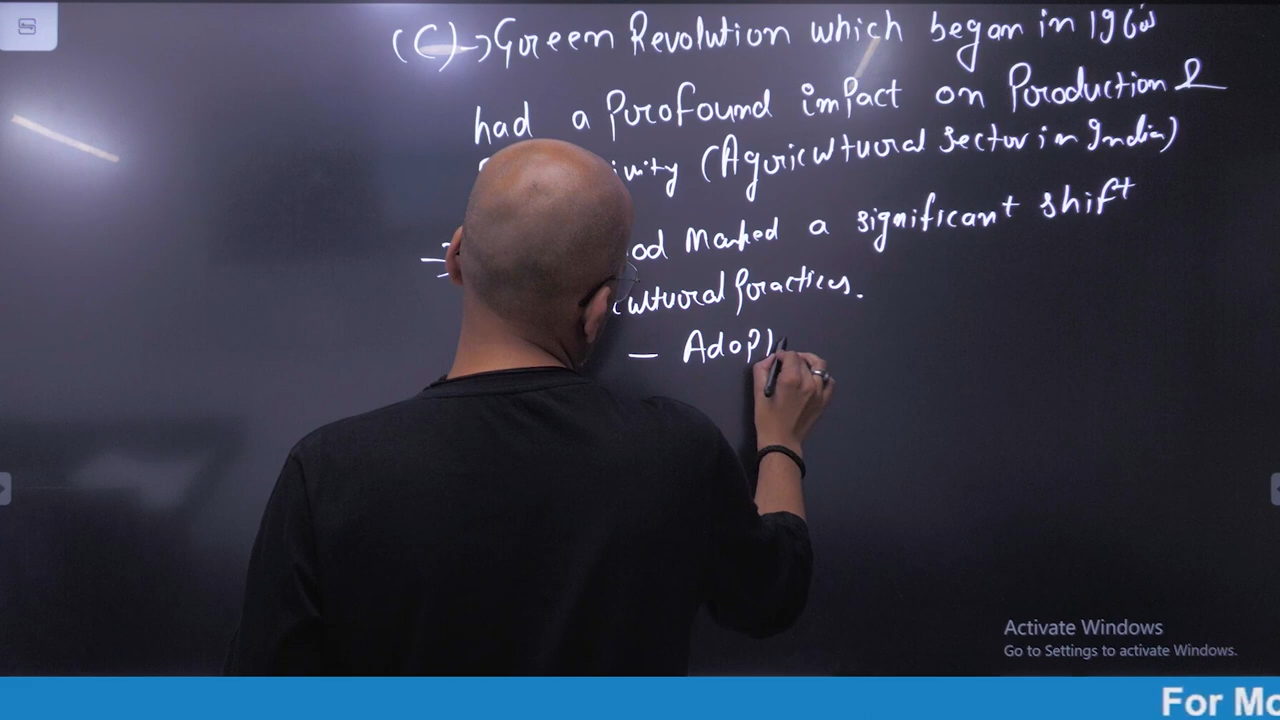 (C)→ Green Revolution which began in 1960s
had a Profound impact on Production &
ivity (Agricultural sector in India)
od Marked a significant shift
cultural practices.
— Adop
Activate Windows
Go to Settings to activate Windows.
For Mo